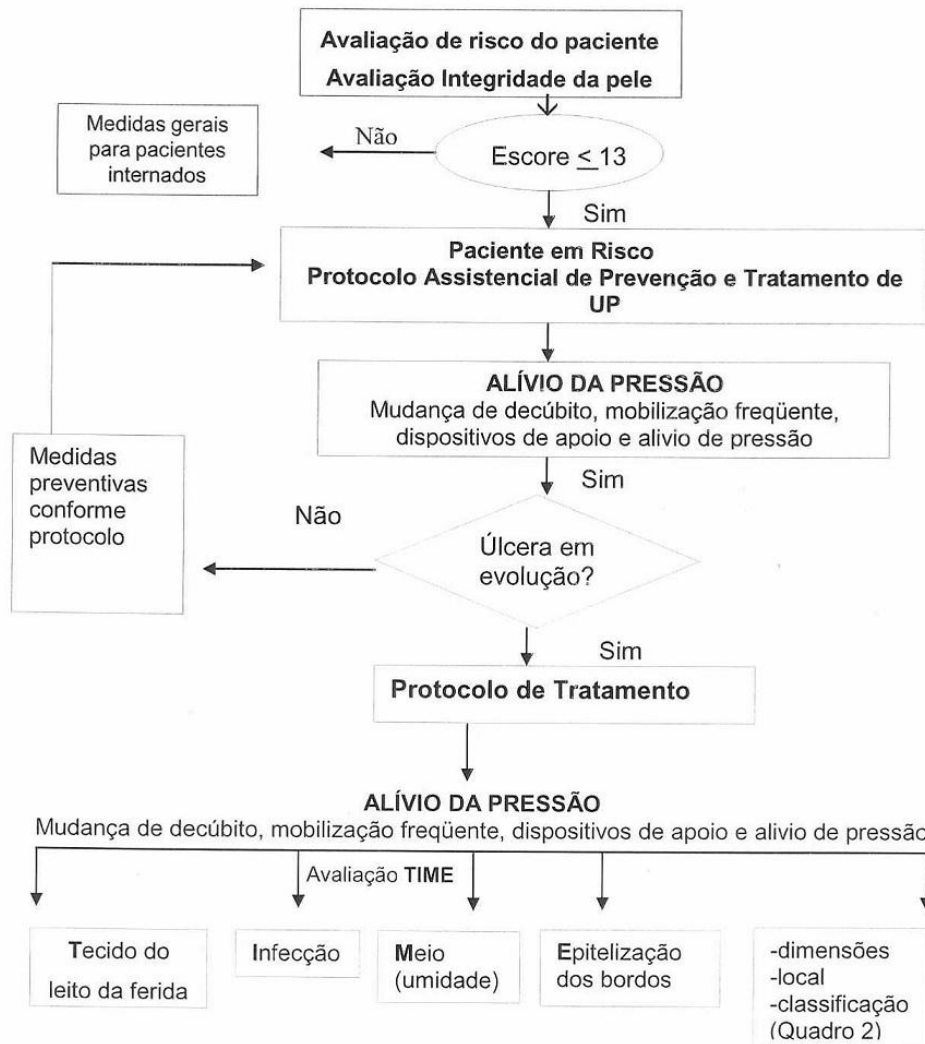 Avaliação de risco do paciente
Avaliação Integridade da pele
Medidas gerais
para pacientes
internados
Não
Escore < 13
Sim
Paciente em Risco
Protocolo Assistencial de Prevenção e Tratamento de
UP
ALÍVIO DA PRESSÃO
Mudança de decúbito, mobilização freqüente,
dispositivos de apoio e alivio de pressão
Sim
Medidas
preventivas
conforme
protocolo
Não
Úlcera em
evolução?
Sim
Protocolo de Tratamento
ALÍVIO DA PRESSÃO
Mudança de decúbito, mobilização freqüente, dispositivos de apoio e alivio de pressão
Avaliação TIME
Tecido do
leito da ferida
Infecção
Meio
(umidade)
Epitelização
dos bordos
-dimensões
-local
-classificação
(Quadro 2)